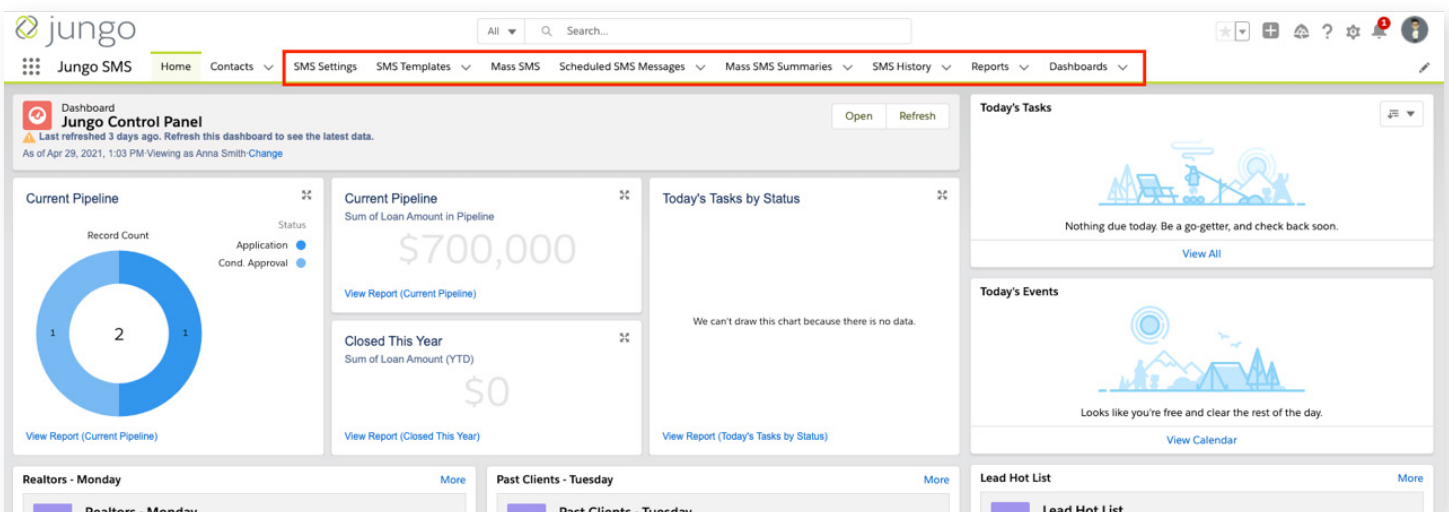 jungo
All
Search...
1
Jungo SMS
Home
Contacts
SMS Settings
SMS Templates
Mass SMS
Scheduled SMS Messages
Mass SMS Summaries
SMS History
Reports
Dashboards
Dashboard
Jungo Control Panel
Last refreshed 3 days ago. Refresh this dashboard to see the latest data.
As of Apr 29, 2021, 1:03 PM·Viewing as Anna Smith·Change
Open
Refresh
Current Pipeline
Record Count
Status
Application
Cond. Approval
1
2
1
View Report (Current Pipeline)
Current Pipeline
Sum of Loan Amount in Pipeline
$700,000
View Report (Current Pipeline)
Closed This Year
Sum of Loan Amount (YTD)
$0
View Report (Closed This Year)
Today's Tasks by Status
We can't draw this chart because there is no data.
View Report (Today's Tasks by Status)
Today's Tasks
Nothing due today. Be a go-getter, and check back soon.
View All
Today's Events
Looks like you're free and clear the rest of the day.
View Calendar
Realtors - Monday
More
Realtors - Monday
Past Clients - Tuesday
More
Past Clients - Tuesday
Lead Hot List
More
Lead Hot List